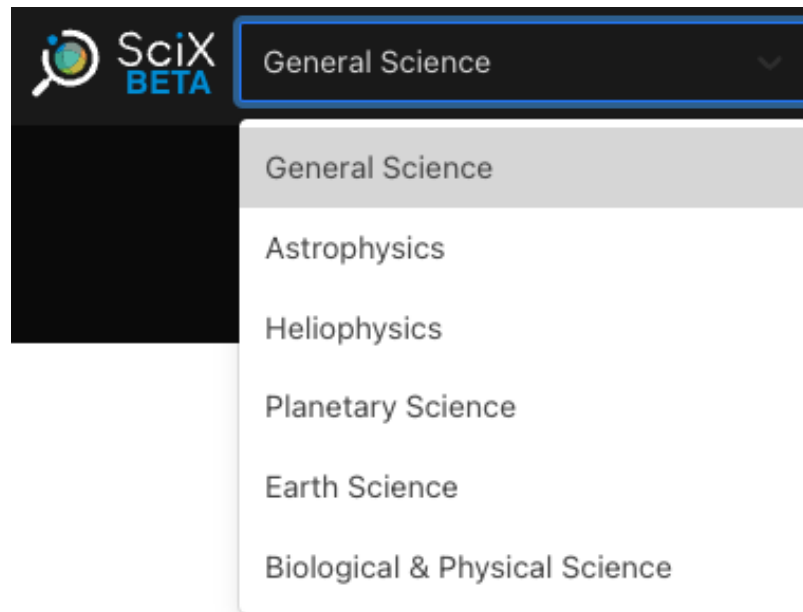 SciX
BETA
General Science
General Science
Astrophysics
Heliophysics
Planetary Science
Earth Science
Biological & Physical Science